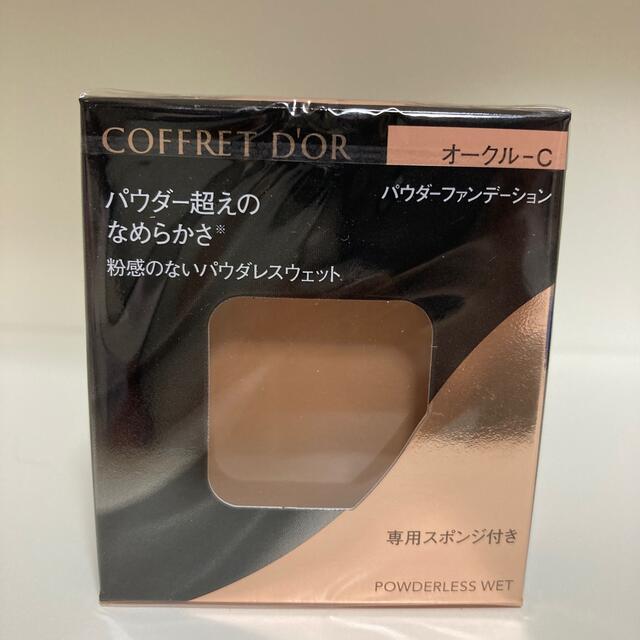 COFFRET D'OR
オークル-C
パウダーファンデーション
パウダー超えの
なめらかさ※
粉感のないパウダレスウェット
専用スポンジ付き
POWDERLESS WET